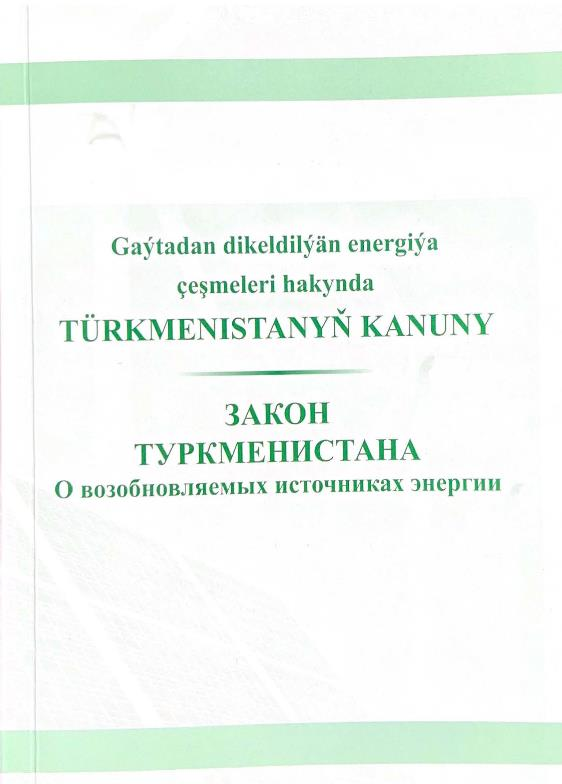 Gaýtadan dikeldilýän energiýa
çeşmeleri hakynda
TÜRKMENISTANYŇ KANUNY
ЗАКОН
ТУРКМЕНИСТАНА
О возобновляемых источниках энергии